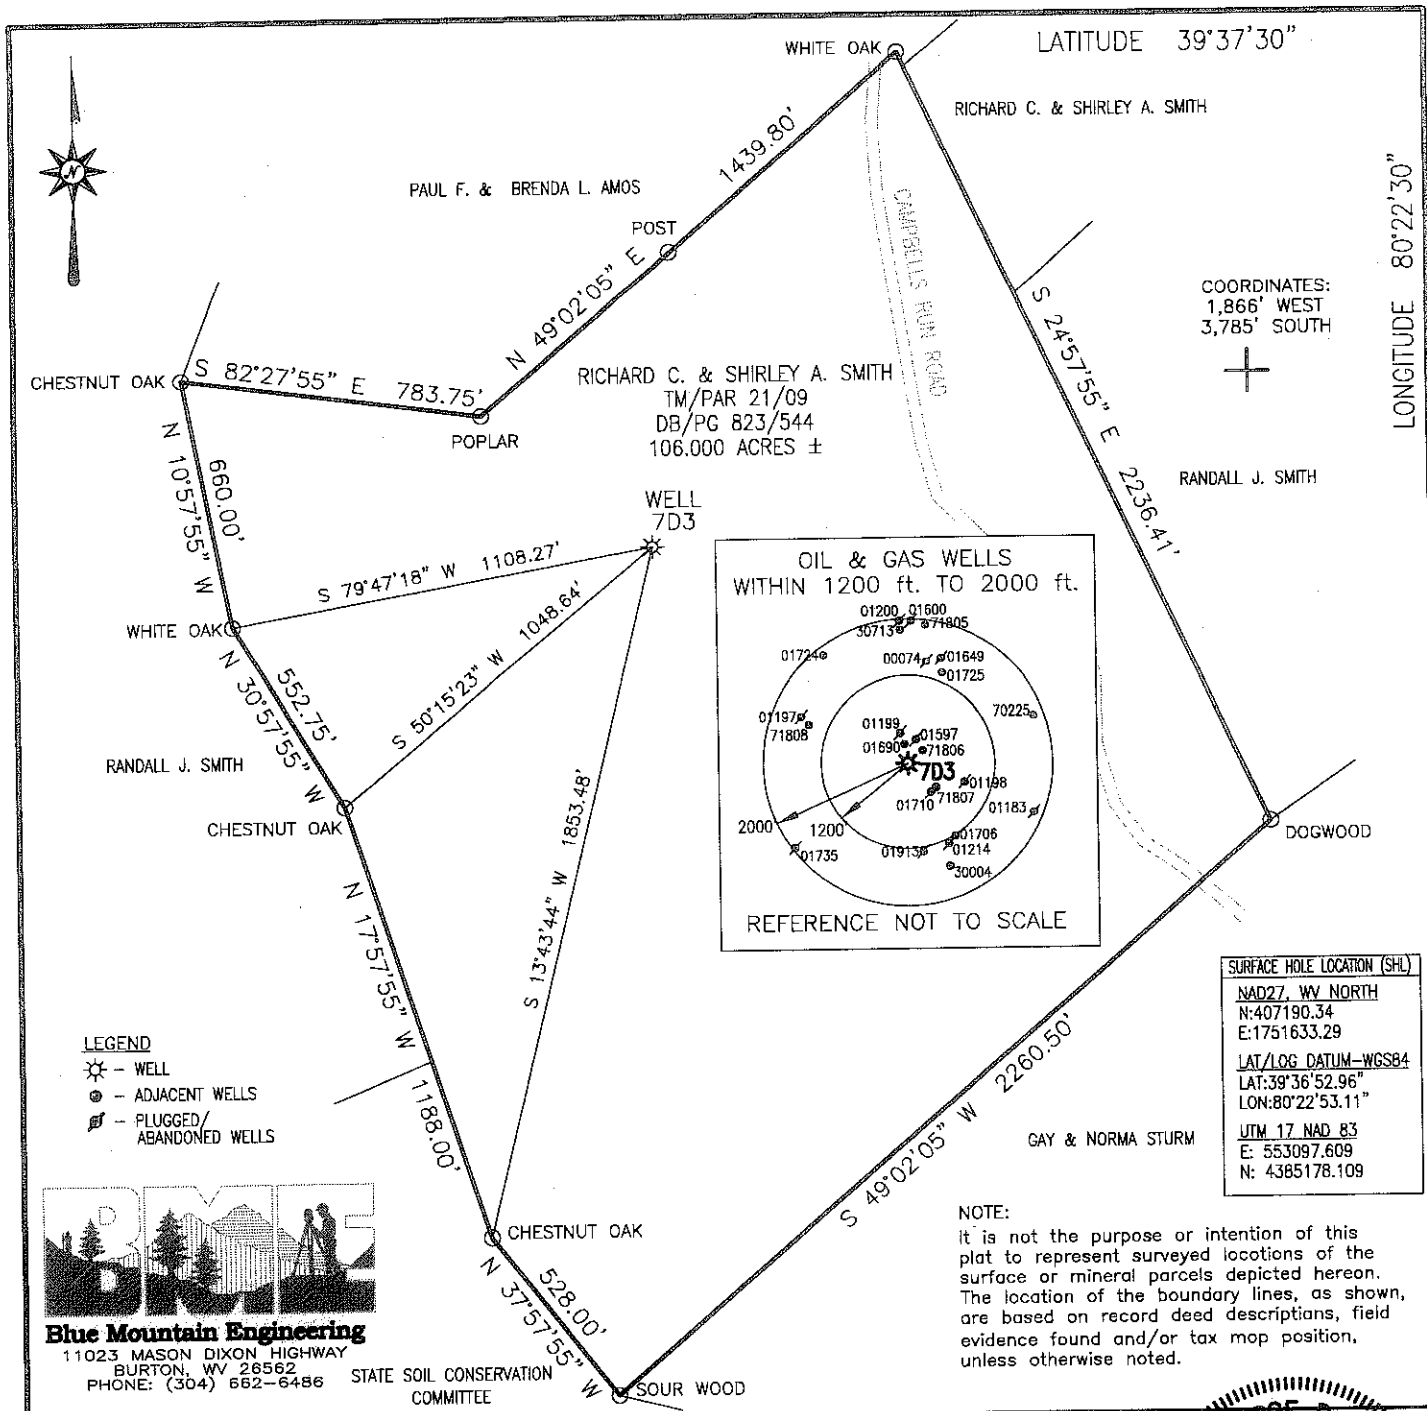 WHITE OAK
LATITUDE 39°37'30"
RICHARD C. & SHIRLEY A. SMITH
LONGITUDE 80°22'30"
N
PAUL F. & BRENDA L. AMOS
1439.80'
POST
CAMPBELLS RUN ROAD
N 49°02'05" E
S 24°57'55" E 2236.41'
COORDINATES:
1,866' WEST
3,785' SOUTH
CHESTNUT OAK
S 82°27'55" E 783.75'
POPLAR
RICHARD C. & SHIRLEY A. SMITH
TM/PAR 21/09
DB/PG 823/544
106.000 ACRES ±
RANDALL J. SMITH
N 10°57'55" W
660.00'
WELL
7D3
S 79°47'18" W 1108.27'
WHITE OAK
S 50°15'23" W 1048.64'
N 30°57'55" W
552.75'
RANDALL J. SMITH
CHESTNUT OAK
S 13°43'44" W 1853.48'
OIL & GAS WELLS
WITHIN 1200 ft. TO 2000 ft.
01200 01600
30713 71805
01724 00074 01649
01725
70225
01197
71808
01199
01690 01597
71806
7D3
01198
71807
01710
01183
2000'
1200'
01706
01735 01913 01214
30004
REFERENCE NOT TO SCALE
DOGWOOD
N 17°57'55" W 1188.00'
SURFACE HOLE LOCATION (SHL)
NAD27, WV NORTH
N:407190.34
E:1751633.29
LAT/LOG DATUM-WGS84
LAT:39°36'52.96"
LON:80°22'53.11"
UTM 17 NAD 83
E: 553097.609
N: 4385178.109
LEGEND
- WELL
- ADJACENT WELLS
- PLUGGED/
ABANDONED WELLS
S 49°02'05" W 2260.50'
GAY & NORMA STURM
CHESTNUT OAK
N 37°57'55" W
528.00'
NOTE:
It is not the purpose or intention of this
plat to represent surveyed locations of the
surface or mineral parcels depicted hereon.
The location of the boundary lines, as shown,
are based on record deed descriptions, field
evidence found and/or tax map position,
unless otherwise noted.
BME
Blue Mountain Engineering
11023 MASON DIXON HIGHWAY
BURTON, WV 26562
PHONE: (304) 662-6486
STATE SOIL CONSERVATION
COMMITTEE
SOUR WOOD